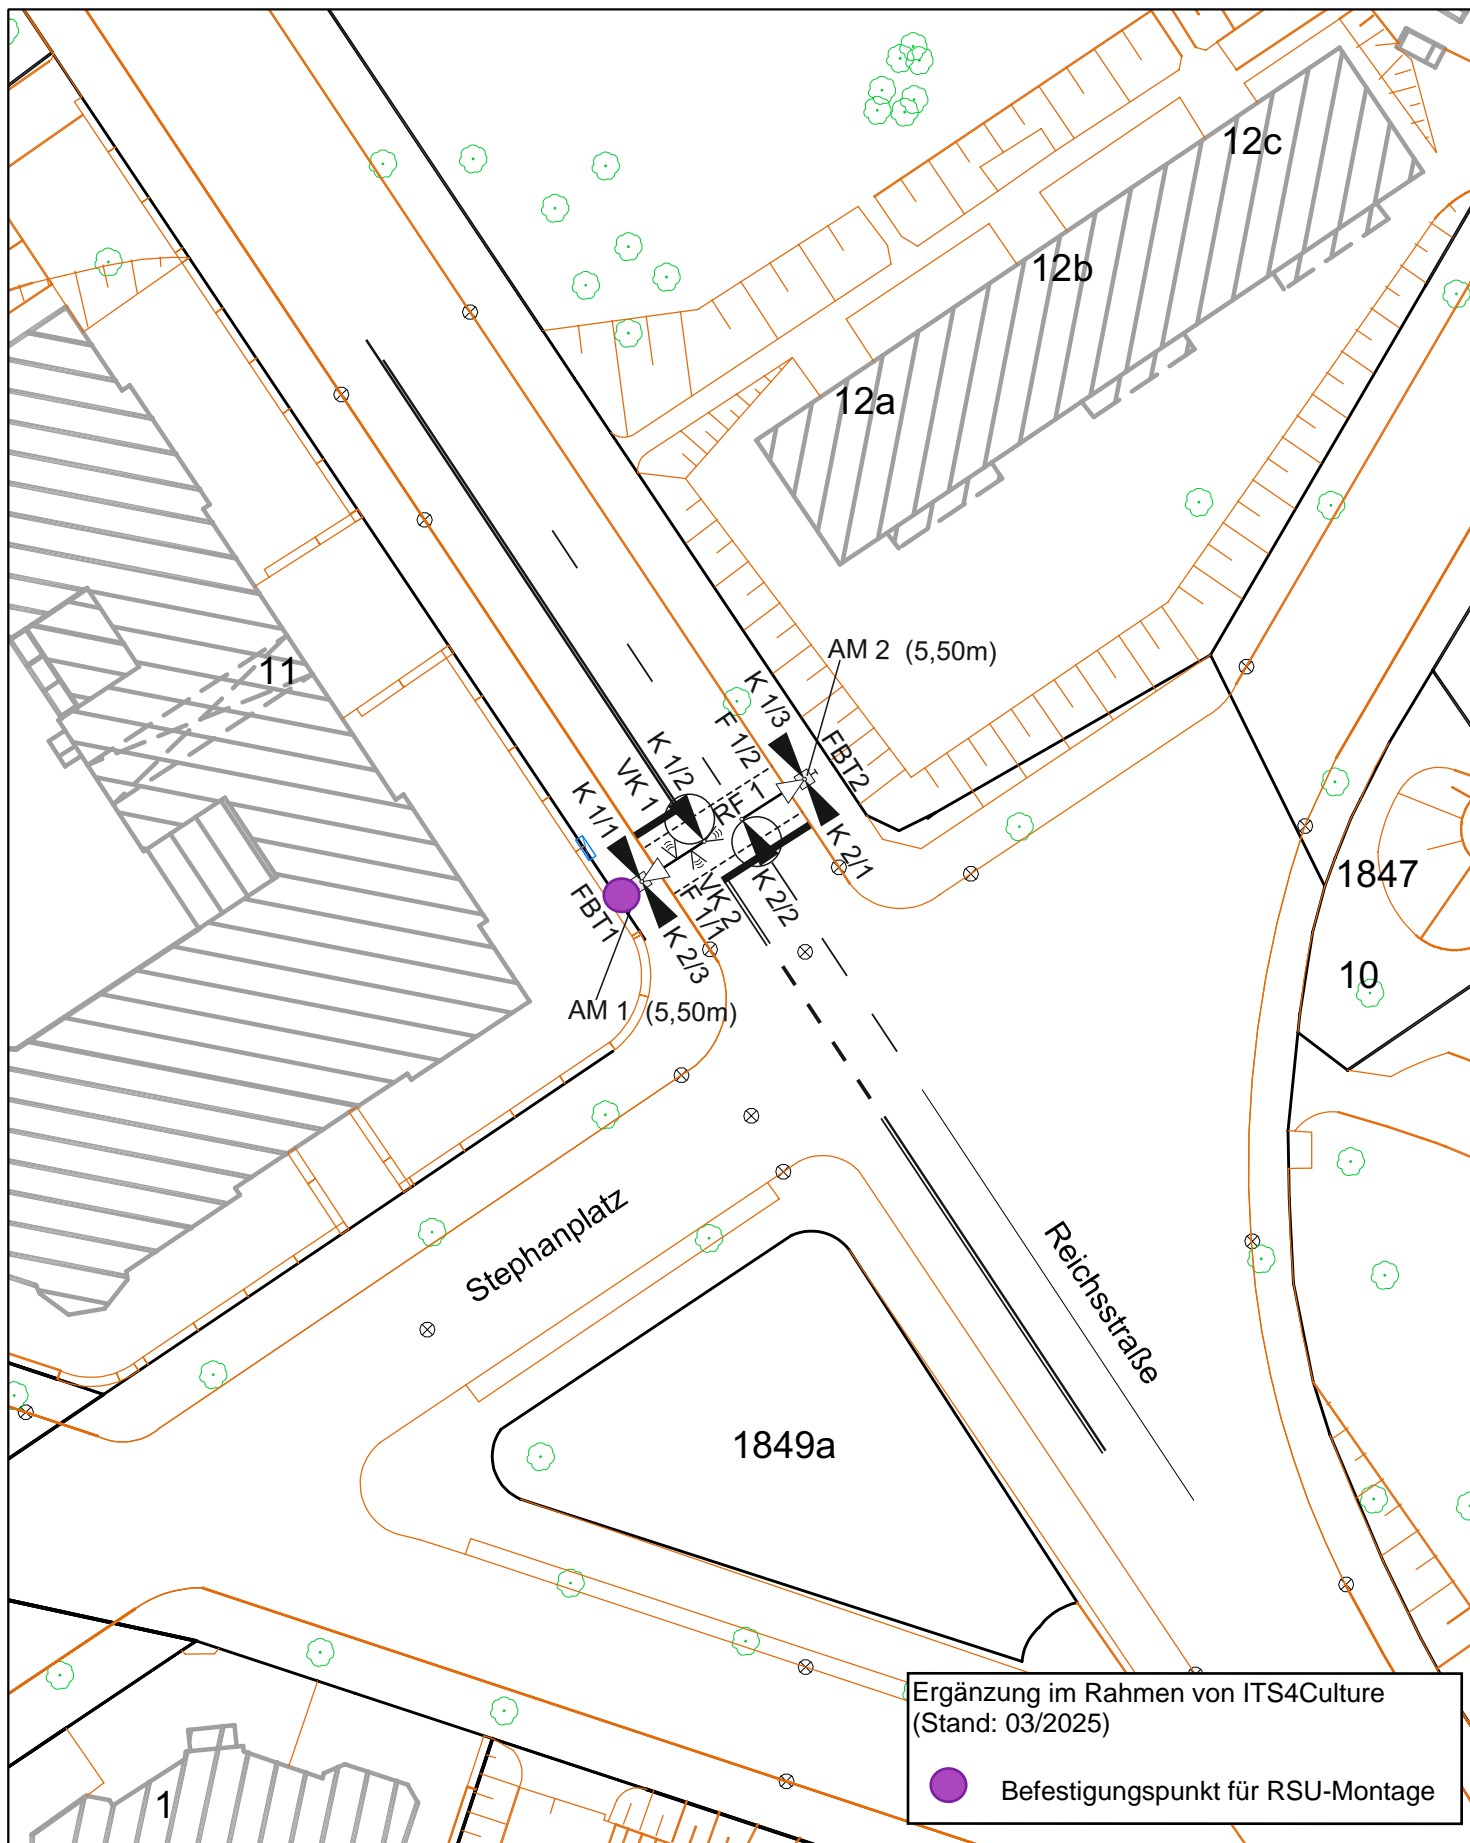 12c
12b
12a
11
AM 2 (5,50m)
K 1/3
F 1/2
FBT2
K 1/2
VK 1
RF 1
K 1/1
K 2/1
K 2/2
VK 2
F 1/1
K 2/3
FBT1
AM 1 (5,50m)
1847
10
Stephanplatz
Reichsstraße
1849a
1
Ergänzung im Rahmen von ITS4Culture
(Stand: 03/2025)
Befestigungspunkt für RSU-Montage